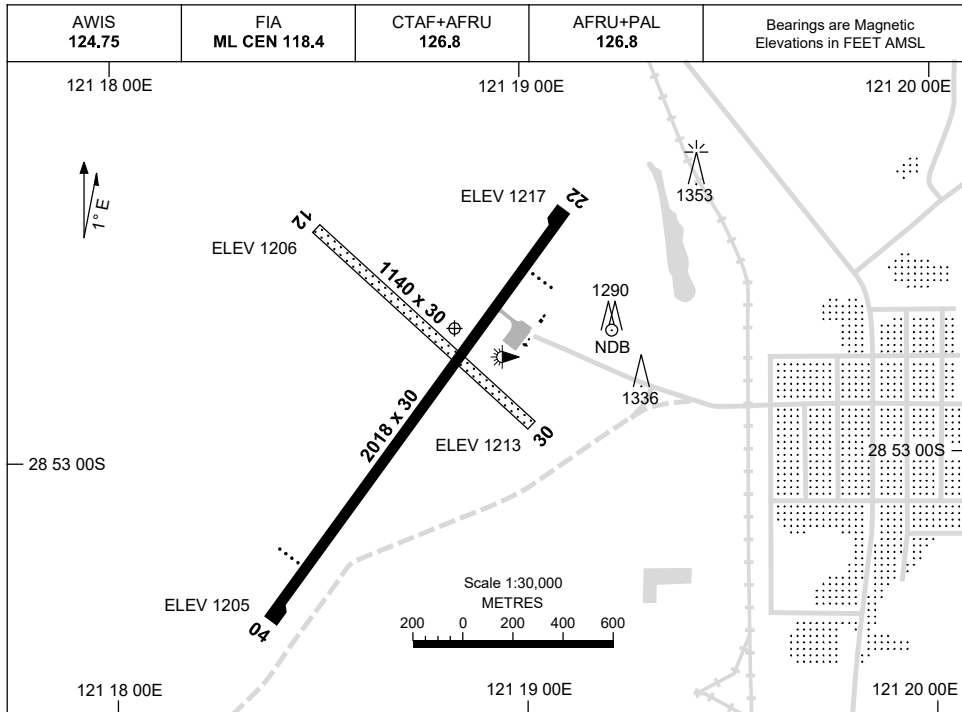 AWIS
124.75
FIA
ML CEN 118.4
CTAF+AFRU
126.8
AFRU+PAL
126.8
Bearings are Magnetic
Elevations in FEET AMSL
121 18 00E
121 19 00E
121 20 00E
1° E
1353
ELEV 1217
22
12
ELEV 1206
1140 x 30
1290
NDB
1336
2018 x 30
30
ELEV 1213
28 53 00S
28 53 00S
Scale 1:30,000
METRES
200 0 200 400 600
ELEV 1205
04
121 18 00E
121 19 00E
121 20 00E